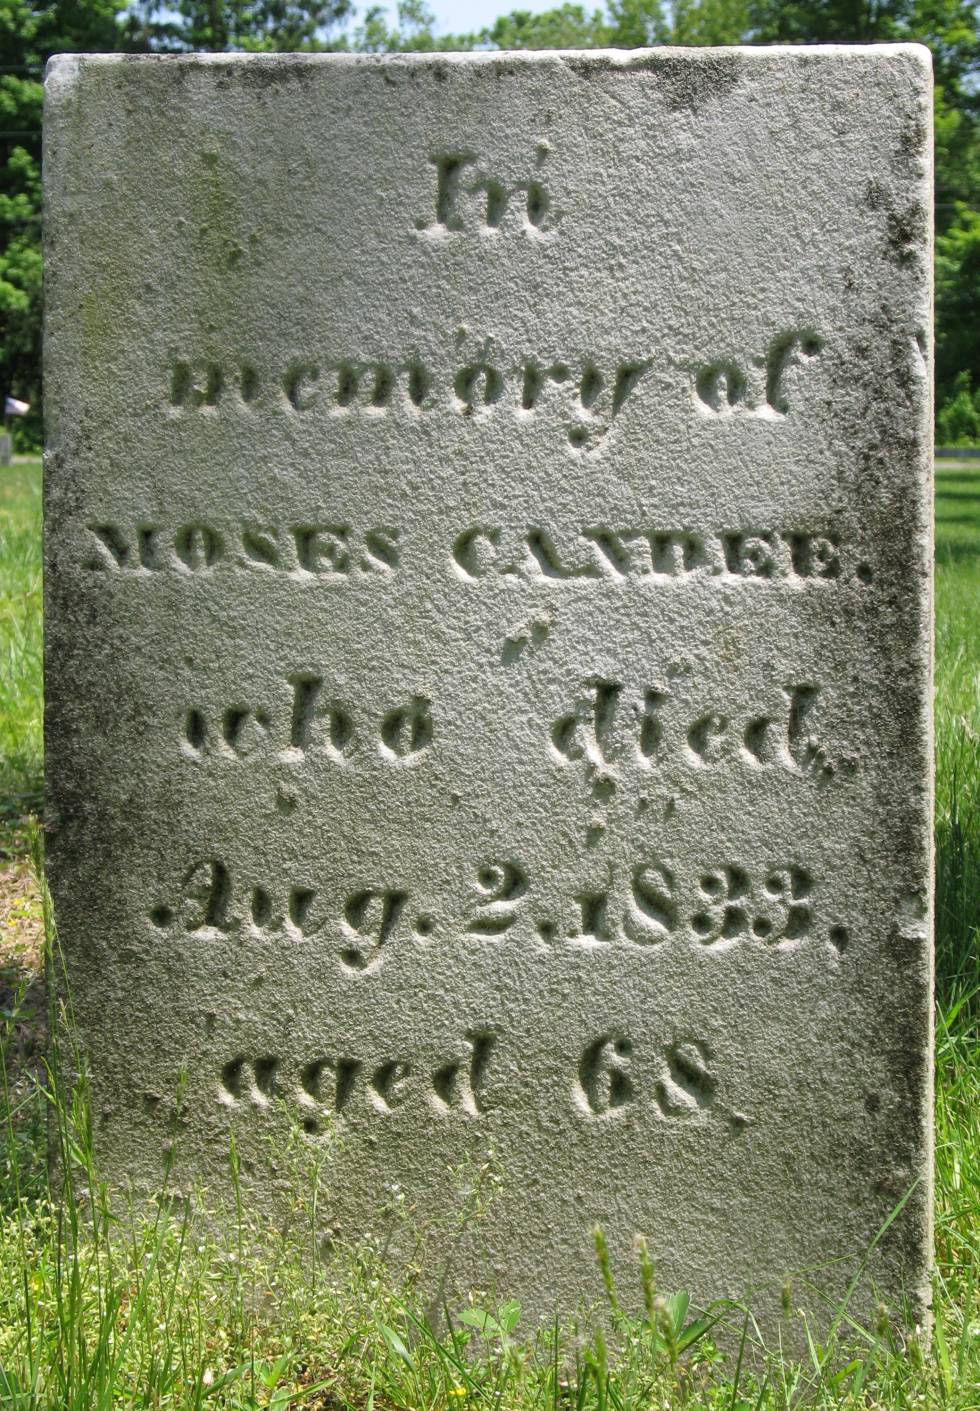 In
memory of
MOSES CANDEE.
who died
Aug. 2, 1833,
aged 68